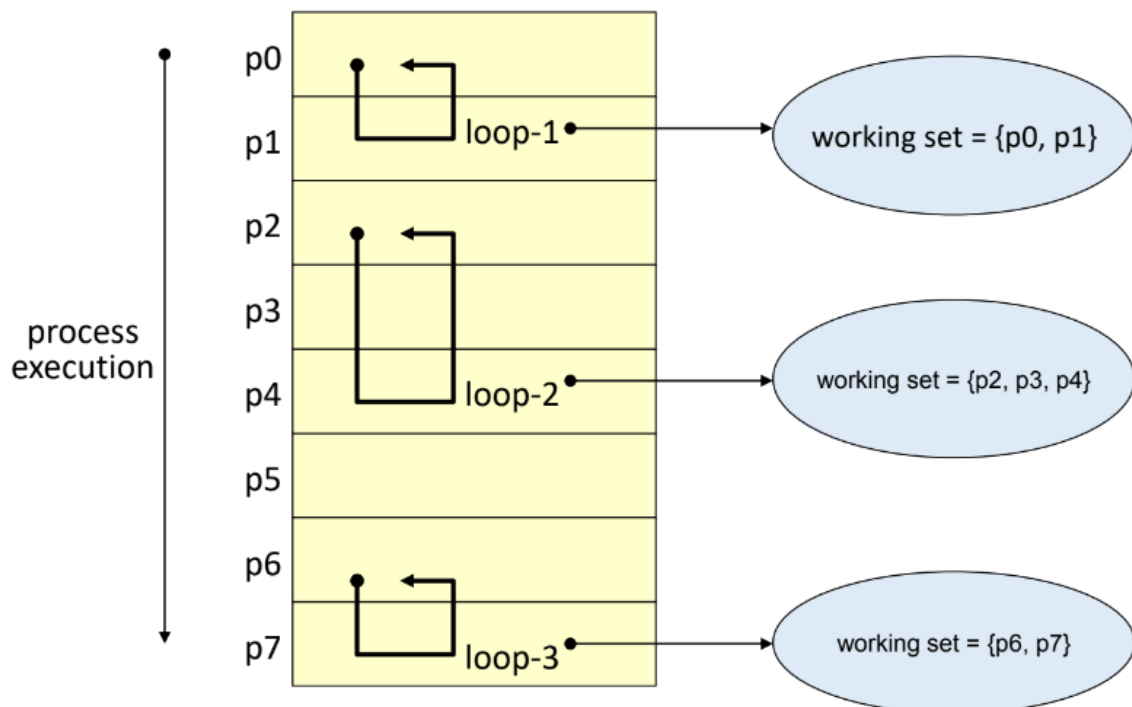 p0
p1
loop-1
working set = {p0, p1}
p2
p3
process
execution
p4
loop-2
working set = {p2, p3, p4}
p5
p6
p7
loop-3
working set = {p6, p7}